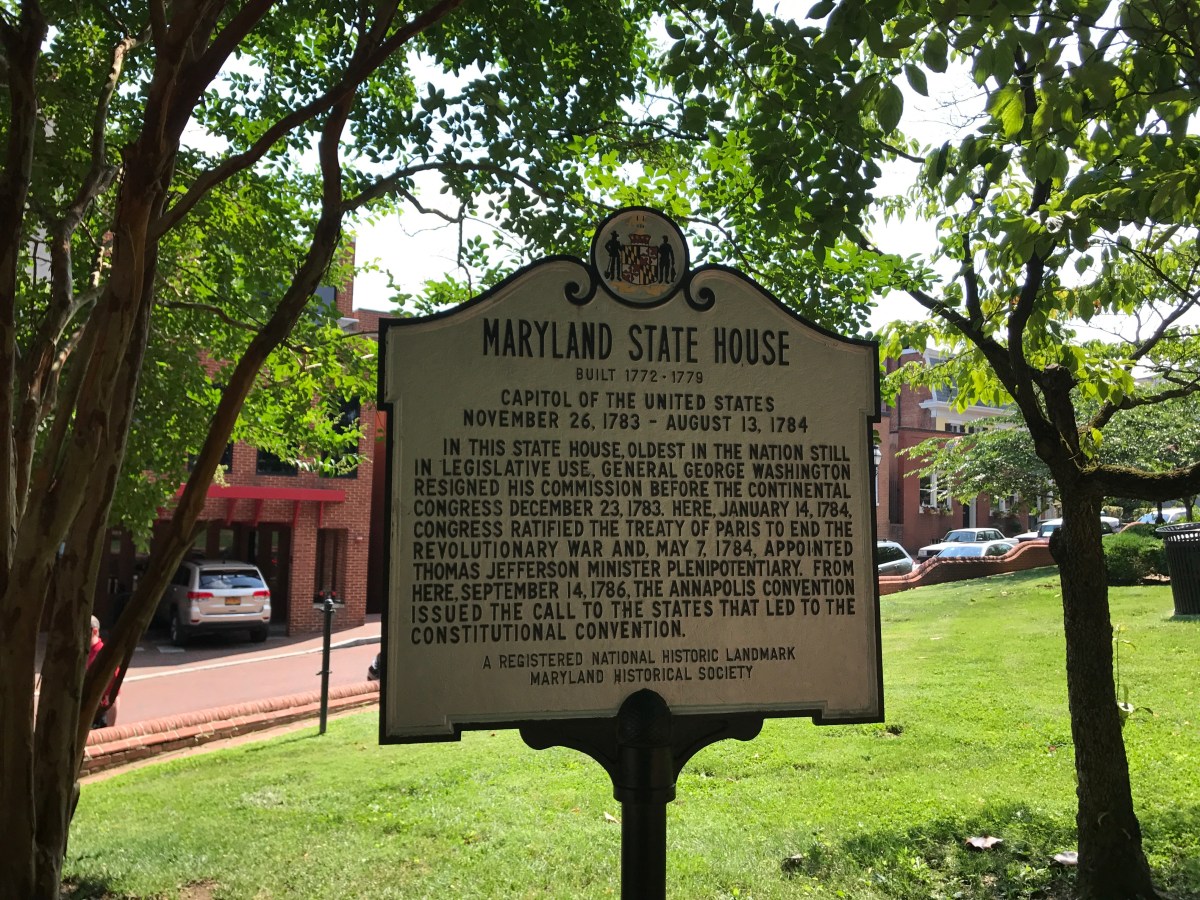 MARYLAND STATE HOUSE
BUILT 1772 - 1779
CAPITOL OF THE UNITED STATES
NOVEMBER 26, 1783 - AUGUST 13, 1784
IN THIS STATE HOUSE, OLDEST IN THE NATION STILL
IN LEGISLATIVE USE, GENERAL GEORGE WASHINGTON
RESIGNED HIS COMMISSION BEFORE THE CONTINENTAL
CONGRESS DECEMBER 23, 1783. HERE, JANUARY 14, 1784,
CONGRESS RATIFIED THE TREATY OF PARIS TO END THE
REVOLUTIONARY WAR AND, MAY 7, 1784, APPOINTED
THOMAS JEFFERSON MINISTER PLENIPOTENTIARY. FROM
HERE, SEPTEMBER 14, 1786, THE ANNAPOLIS CONVENTION
ISSUED THE CALL TO THE STATES THAT LED TO THE
CONSTITUTIONAL CONVENTION.
A REGISTERED NATIONAL HISTORIC LANDMARK
MARYLAND HISTORICAL SOCIETY